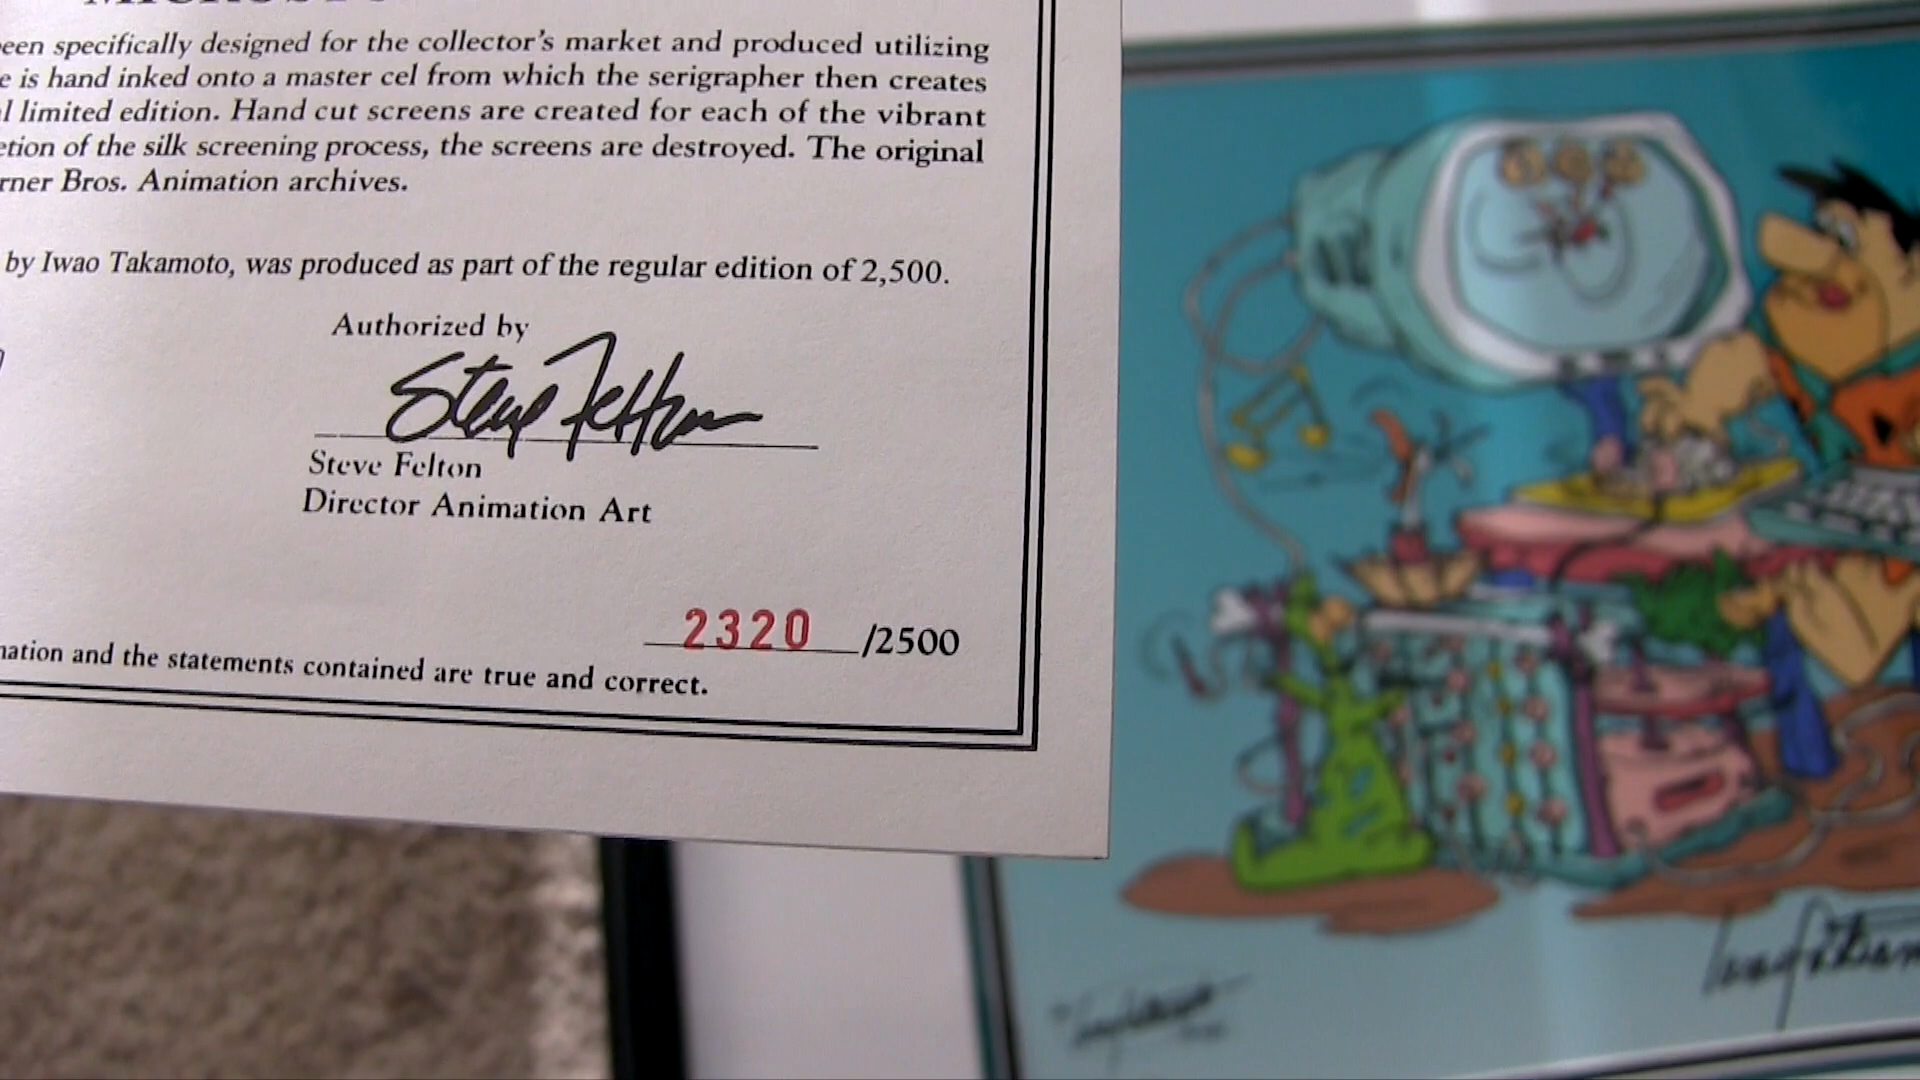 een specifically designed for the collector's market and produced utilizing
e is hand inked onto a master cel from which the serigrapher then creates
l limited edition. Hand cut screens are created for each of the vibrant
etion of the silk screening process, the screens are destroyed. The original
rner Bros. Animation archives.
by Iwao Takamoto, was produced as part of the regular edition of 2,500.
Authorized by
Steve Felton
Steve Felton
Director Animation Art
2320 /2500
ation and the statements contained are true and correct.